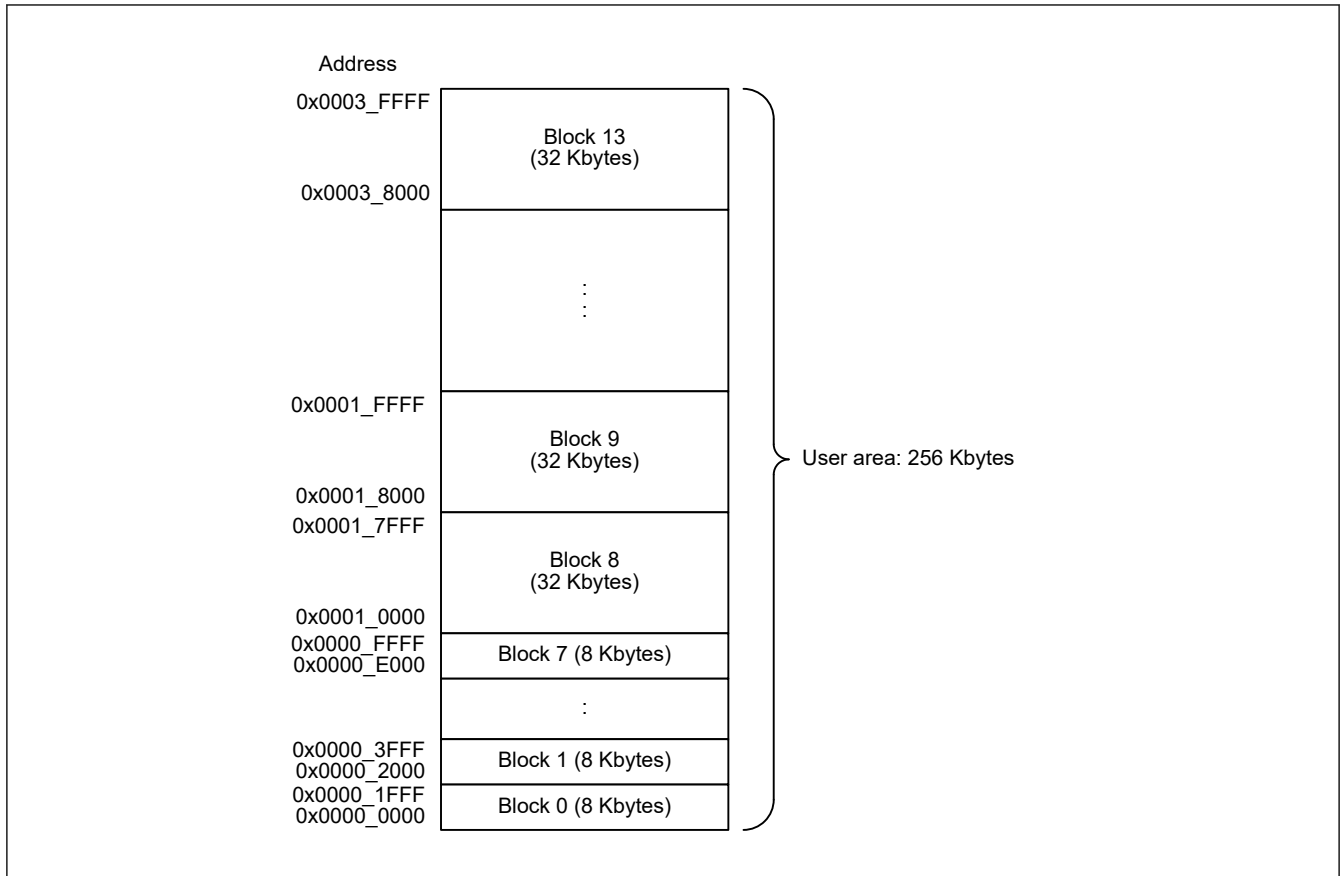 Address
0x0003_FFFF
Block 13
(32 Kbytes)
0x0003_8000
:
:
0x0001_FFFF
Block 9
(32 Kbytes)
User area: 256 Kbytes
0x0001_8000
0x0001_7FFF
Block 8
(32 Kbytes)
0x0001_0000
0x0000_FFFF
Block 7 (8 Kbytes)
0x0000_E000
:
0x0000_3FFF
Block 1 (8 Kbytes)
0x0000_2000
0x0000_1FFF
Block 0 (8 Kbytes)
0x0000_0000